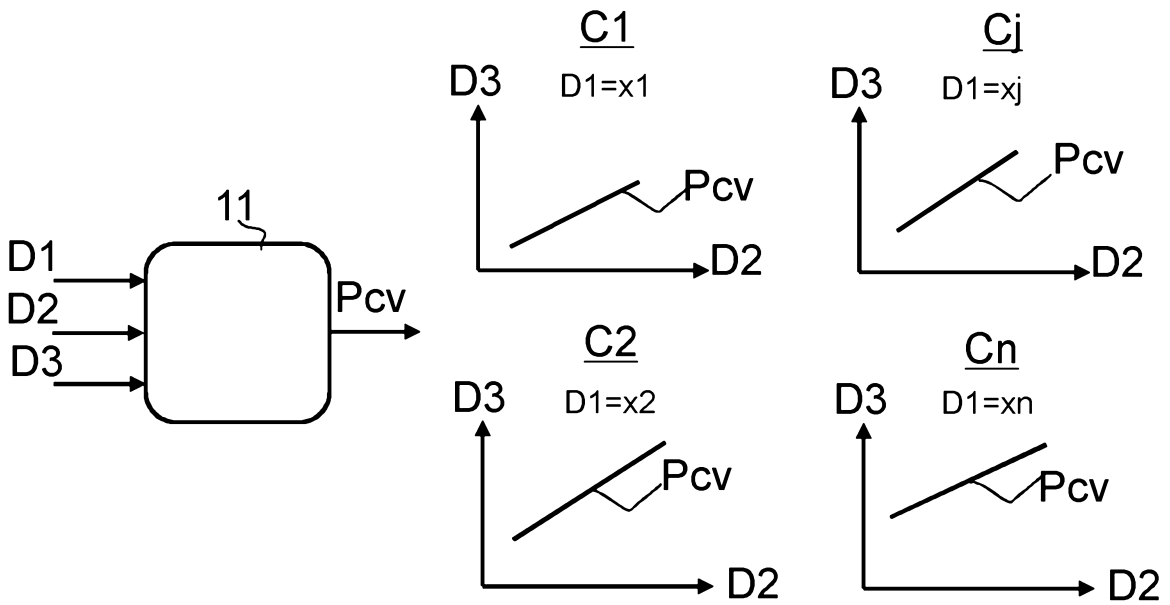 11
D1
D2
D3
Pcv
C1
D1=x1
D3
Pcv
D2
Cj
D1=xj
D3
Pcv
D2
C2
D1=x2
D3
Pcv
D2
Cn
D1=xn
D3
Pcv
D2